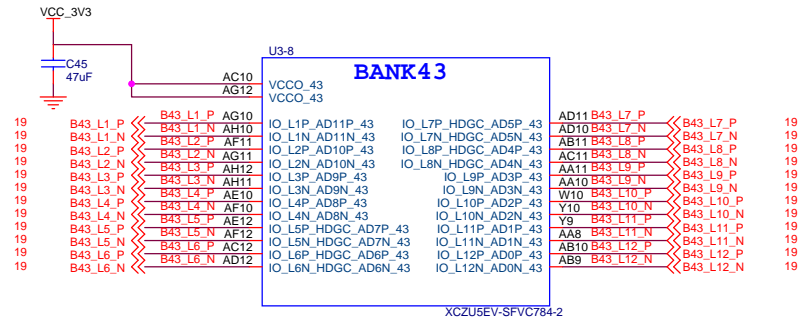 VCC_3V3
C45
47uF
U3-8
BANK43
AC10 VCCO_43
AG12 VCCO_43
19 B43_L1_P B43_L1_P AG10 IO_L1P_AD11P_43 IO_L7P_HDGC_AD5P_43 AD11 B43_L7_P B43_L7_P 19
19 B43_L1_N B43_L1_N AH10 IO_L1N_AD11N_43 IO_L7N_HDGC_AD5N_43 AD10 B43_L7_N B43_L7_N 19
19 B43_L2_P B43_L2_P AF11 IO_L2P_AD10P_43 IO_L8P_HDGC_AD4P_43 AB11 B43_L8_P B43_L8_P 19
19 B43_L2_N B43_L2_N AG11 IO_L2N_AD10N_43 IO_L8N_HDGC_AD4N_43 AC11 B43_L8_N B43_L8_N 19
19 B43_L3_P B43_L3_P AH12 IO_L3P_AD9P_43 IO_L9P_AD3P_43 AA11 B43_L9_P B43_L9_P 19
19 B43_L3_N B43_L3_N AH11 IO_L3N_AD9N_43 IO_L9N_AD3N_43 AA10 B43_L9_N B43_L9_N 19
19 B43_L4_P B43_L4_P AE10 IO_L4P_AD8P_43 IO_L10P_AD2P_43 W10 B43_L10_P B43_L10_P 19
19 B43_L4_N B43_L4_N AF10 IO_L4N_AD8N_43 IO_L10N_AD2N_43 Y10 B43_L10_N B43_L10_N 19
19 B43_L5_P B43_L5_P AE12 IO_L5P_HDGC_AD7P_43 IO_L11P_AD1P_43 Y9 B43_L11_P B43_L11_P 19
19 B43_L5_N B43_L5_N AF12 IO_L5N_HDGC_AD7N_43 IO_L11N_AD1N_43 AA8 B43_L11_N B43_L11_N 19
19 B43_L6_P B43_L6_P AC12 IO_L6P_HDGC_AD6P_43 IO_L12P_AD0P_43 AB10 B43_L12_P B43_L12_P 19
19 B43_L6_N B43_L6_N AD12 IO_L6N_HDGC_AD6N_43 IO_L12N_AD0N_43 AB9 B43_L12_N B43_L12_N 19
XCZU5EV-SFVC784-2